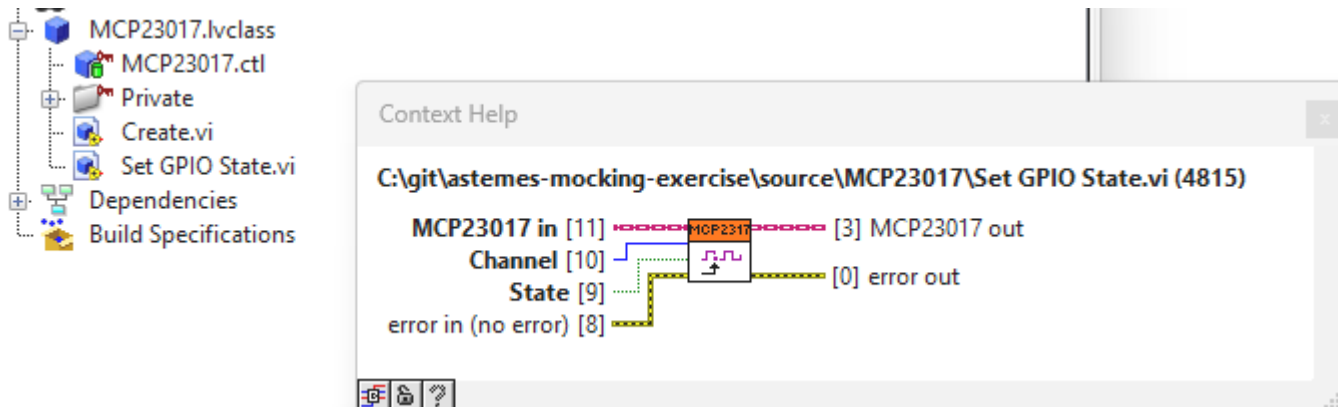 MCP23017.lvclass
MCP23017.ctl
Private
Create.vi
Set GPIO State.vi
Dependencies
Build Specifications
Context Help
x
C:\git\astemes-mocking-exercise\source\MCP23017\Set GPIO State.vi (4815)
MCP23017 in [11]
MCP2317
[3] MCP23017 out
Channel [10]
State [9]
[0] error out
error in (no error) [8]
?